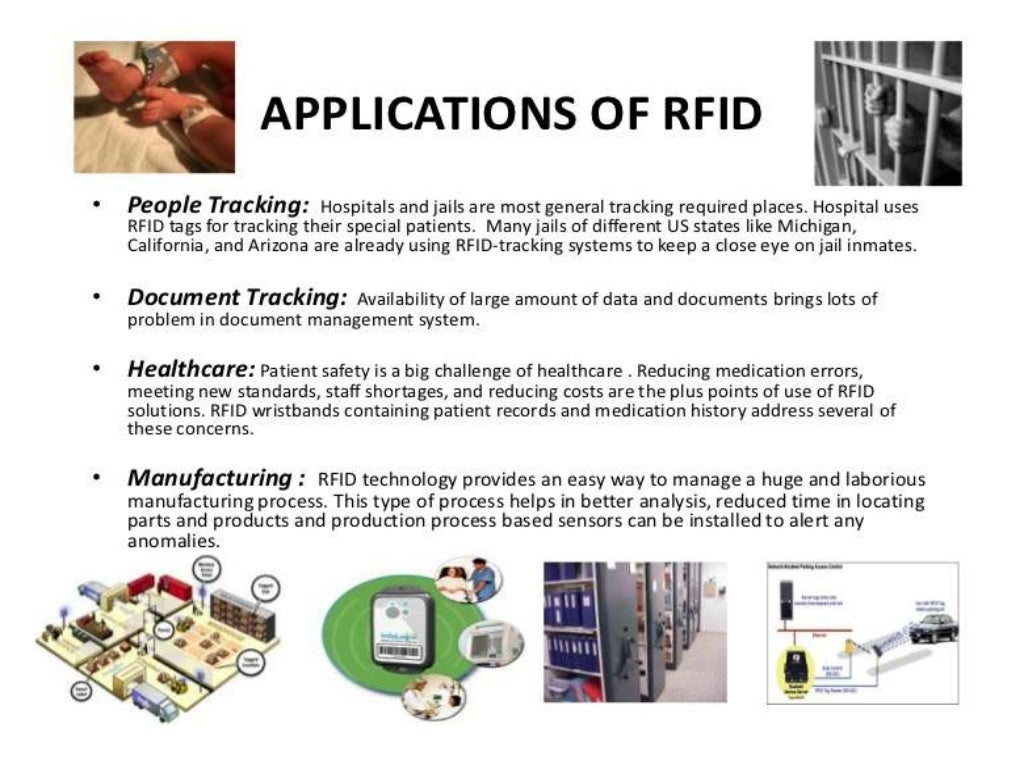 APPLICATIONS OF RFID
• People Tracking: Hospitals and jails are most general tracking required places. Hospital uses
RFID tags for tracking their special patients. Many jails of different US states like Michigan,
California, and Arizona are already using RFID-tracking systems to keep a close eye on jail inmates.
• Document Tracking: Availability of large amount of data and documents brings lots of
problem in document management system.
• Healthcare: Patient safety is a big challenge of healthcare . Reducing medication errors,
meeting new standards, staff shortages, and reducing costs are the plus points of use of RFID
solutions. RFID wristbands containing patient records and medication history address several of
these concerns.
• Manufacturing : RFID technology provides an easy way to manage a huge and laborious
manufacturing process. This type of process helps in better analysis, reduced time in locating
parts and products and production process based sensors can be installed to alert any
anomalies.
Ethernet